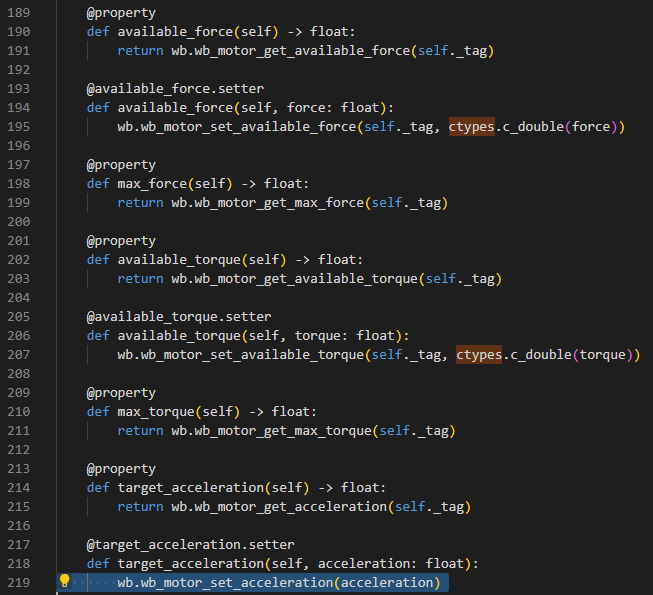 189 @property
190 def available_force(self) -> float:
191 return wb.wb_motor_get_available_force(self._tag)
192
193 @available_force.setter
194 def available_force(self, force: float):
195 wb.wb_motor_set_available_force(self._tag, ctypes.c_double(force))
196
197 @property
198 def max_force(self) -> float:
199 return wb.wb_motor_get_max_force(self._tag)
200
201 @property
202 def available_torque(self) -> float:
203 return wb.wb_motor_get_available_torque(self._tag)
204
205 @available_torque.setter
206 def available_torque(self, torque: float):
207 wb.wb_motor_set_available_torque(self._tag, ctypes.c_double(torque))
208
209 @property
210 def max_torque(self) -> float:
211 return wb.wb_motor_get_max_torque(self._tag)
212
213 @property
214 def target_acceleration(self) -> float:
215 return wb.wb_motor_get_acceleration(self._tag)
216
217 @target_acceleration.setter
218 def target_acceleration(self, acceleration: float):
219 wb.wb_motor_set_acceleration(acceleration)